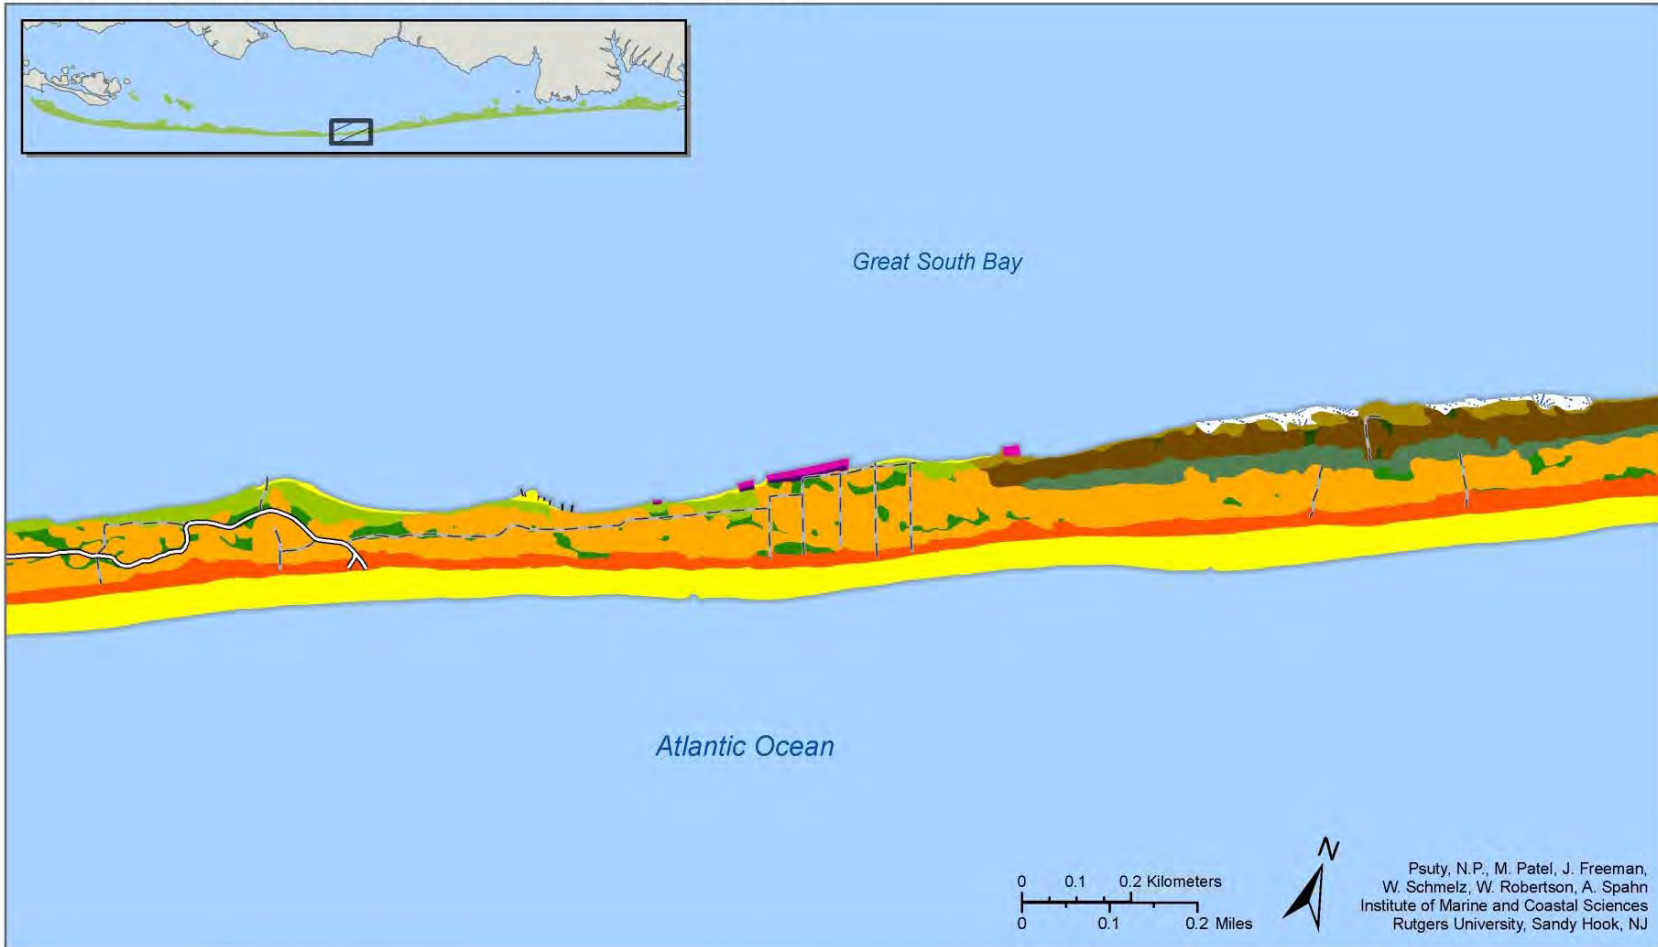 Great South Bay
Atlantic Ocean
N
0 0.1 0.2 Kilometers
0 0.1 0.2 Miles
Psuty, N.P., M. Patel, J. Freeman,
W. Schmelz, W. Robertson, A. Spahn
Institute of Marine and Coastal Sciences
Rutgers University, Sandy Hook, NJ